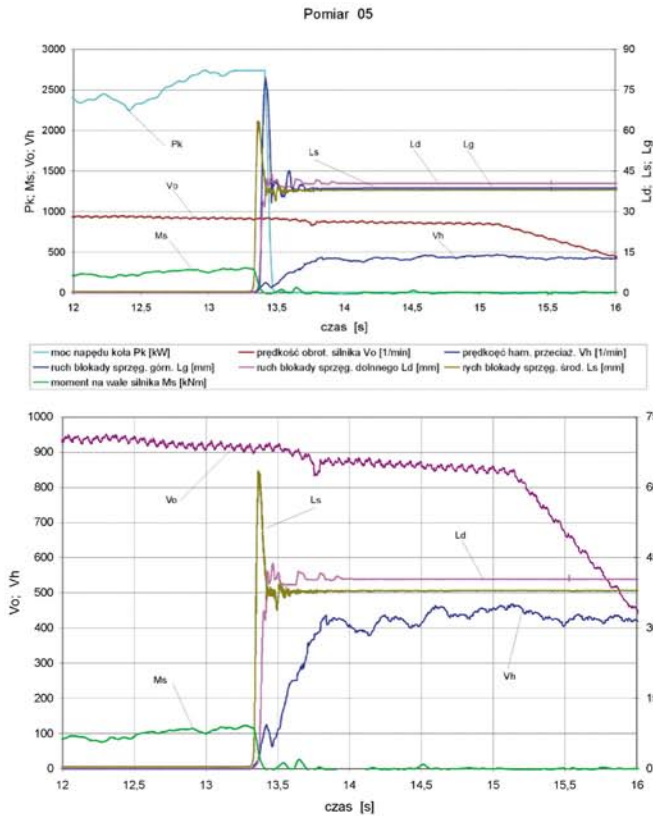 Pomiar 05
3000
2500
2000
1500
1000
500
0
90
75
60
45
30
15
0
Pk; Ms; Vo; Vh
Ld; Ls; Lg
Pk
Vo
Ms
Ls
Ld
Lg
Vh
12 12,5 13 13,5 14 14,5 15 15,5 16
czas [s]
moc napędu koła Pk [kW] prędkość obrot. silnika Vo [1/min] prędkoęć ham. przeciaż. Vh [1/min]
ruch blokady sprzęg. górn. Lg [mm] ruch blokady sprzęg. dolnnego Ld [mm] rych blokady sprzęg. środ. Ls [mm]
moment na wale silnika Ms [kNm]
1000
900
800
700
600
500
400
300
200
100
0
Vo; Vh
Vo
Ls
Ld
Ms
Vh
12 12,5 13 13,5 14 14,5 15 15,5 16
czas [s]